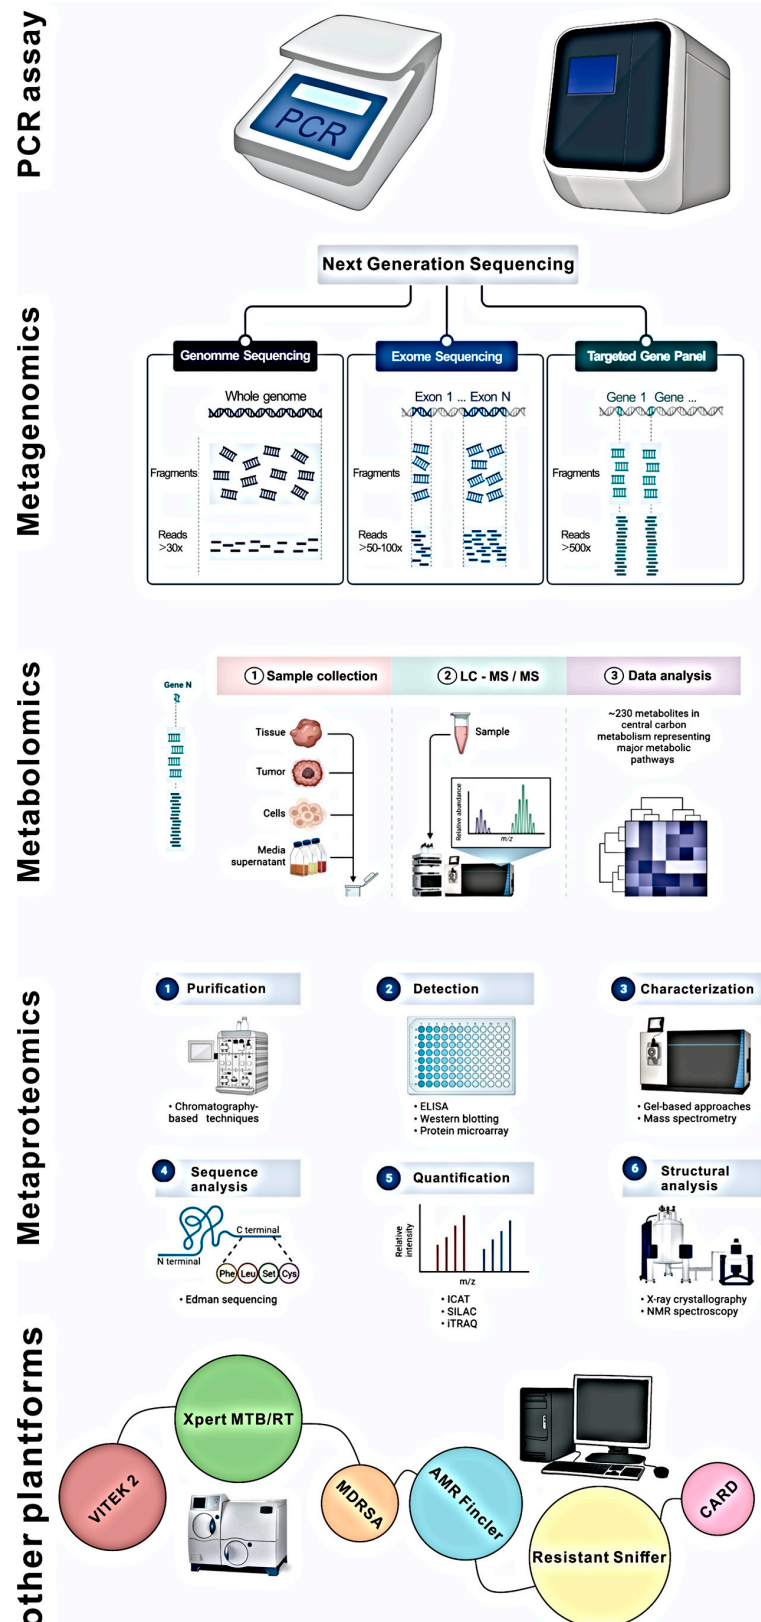 PCR assay
PCR
Metagenomics
Next Generation Sequencing
Genomme Sequencing
Whole genome
Fragments
Reads
>30x
Exome Sequencing
Exon 1 ... Exon N
Fragments
Reads
>50-100x
Targeted Gene Panel
Gene 1 Gene ...
Fragments
Reads
>500x
Metabolomics
Gene N
1 Sample collection
Tissue
Tumor
Cells
Media
supernatant
2 LC - MS / MS
Sample
Relative abundance
m/z
3 Data analysis
~230 metabolites in
central carbon
metabolism representing
major metabolic
pathways
Metaproteomics
1 Purification
• Chromatography-
based techniques
2 Detection
• ELISA
• Western blotting
• Protein microarray
3 Characterization
• Gel-based approaches
• Mass spectrometry
4 Sequence
analysis
C terminal
N terminal
Phe Leu Set Cys
• Edman sequencing
5 Quantification
Relative
intensity
m/z
• ICAT
• SILAC
• iTRAQ
6 Structural
analysis
• X-ray crystallography
• NMR spectroscopy
other plantforms
VITEK 2
Xpert MTB/RT
MDRSA
AMR Fincler
Resistant Sniffer
CARD